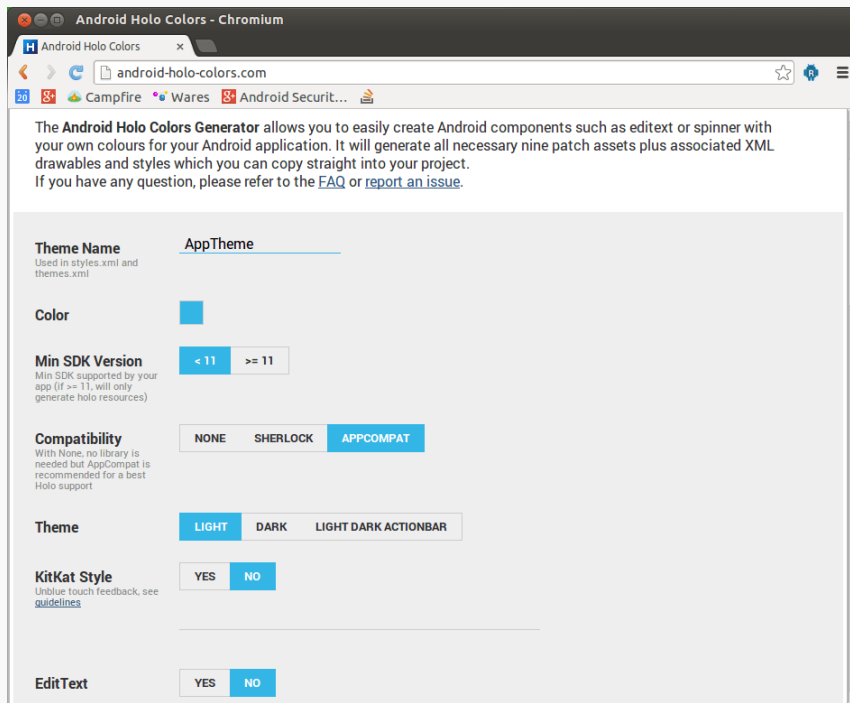 Android Holo Colors - Chromium
Android Holo Colors
android-holo-colors.com
20 8+ Campfire Wares 8+ Android Securit...
The Android Holo Colors Generator allows you to easily create Android components such as editext or spinner with
your own colours for your Android application. It will generate all necessary nine patch assets plus associated XML
drawables and styles which you can copy straight into your project.
If you have any question, please refer to the FAQ or report an issue.
Theme Name AppTheme
Used in styles.xml and
themes.xml
Color
Min SDK Version < 11 >= 11
Min SDK supported by your
app (if >= 11, will only
generate holo resources)
Compatibility NONE SHERLOCK APPCOMPAT
With None, no library is
needed but AppCompat is
recommended for a best
Holo support
Theme LIGHT DARK LIGHT DARK ACTIONBAR
KitKat Style YES NO
Unblue touch feedback, see
guidelines
EditText YES NO